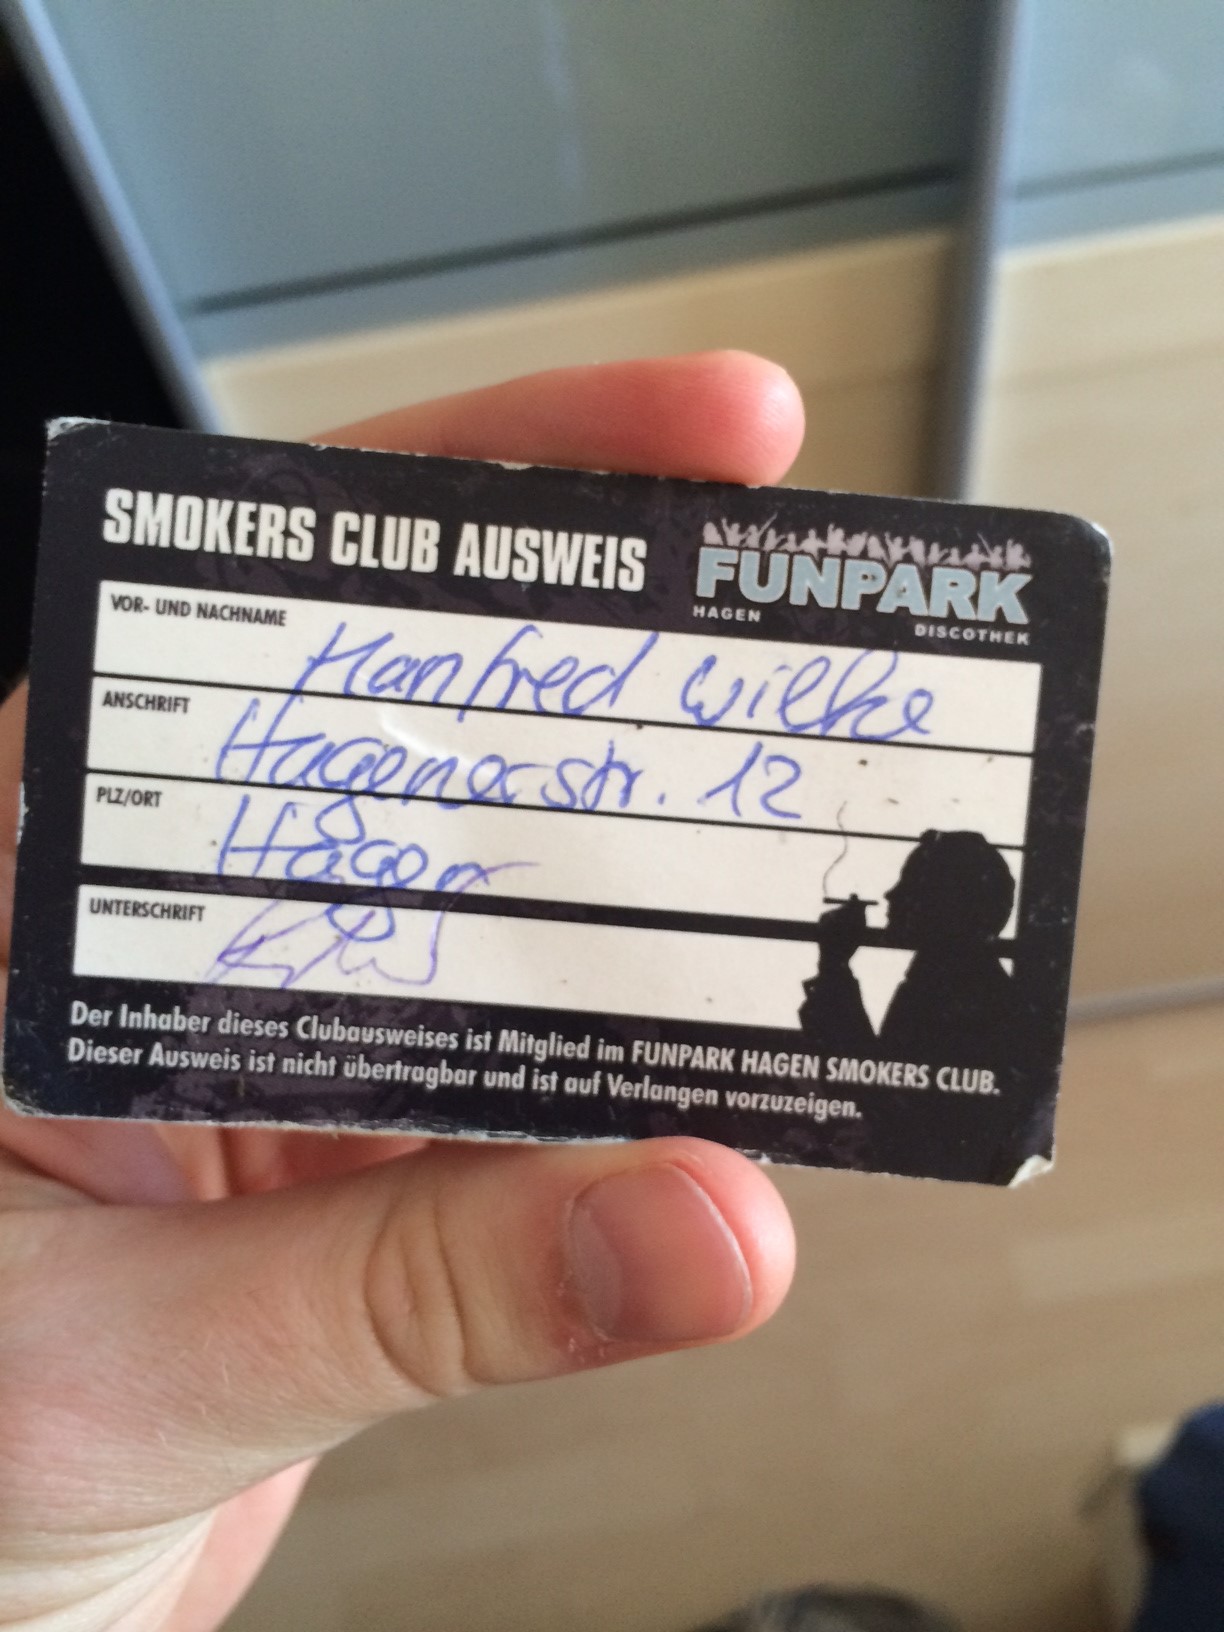 SMOKERS CLUB AUSWEIS
FUNPARK
HAGEN
DISCOTHEK
VOR- UND NACHNAME
Manfred Wilke
ANSCHRIFT
Hagenerstr. 12
PLZ/ORT
Hagen
UNTERSCHRIFT
Der Inhaber dieses Clubausweises ist Mitglied im FUNPARK HAGEN SMOKERS CLUB.
Dieser Ausweis ist nicht übertragbar und ist auf Verlangen vorzuzeigen.